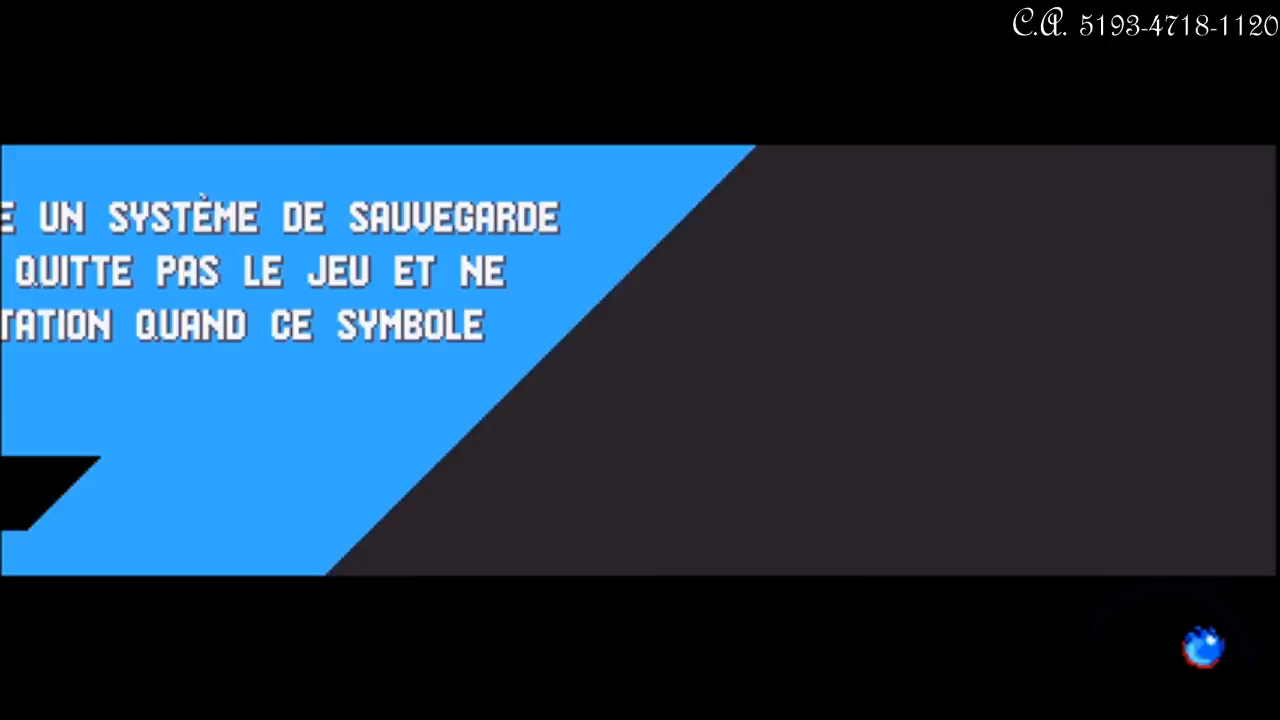 C.A. 5193-4718-1120
E UN SYSTÈME DE SAUVEGARDE
QUITTE PAS LE JEU ET NE
TATION QUAND CE SYMBOLE